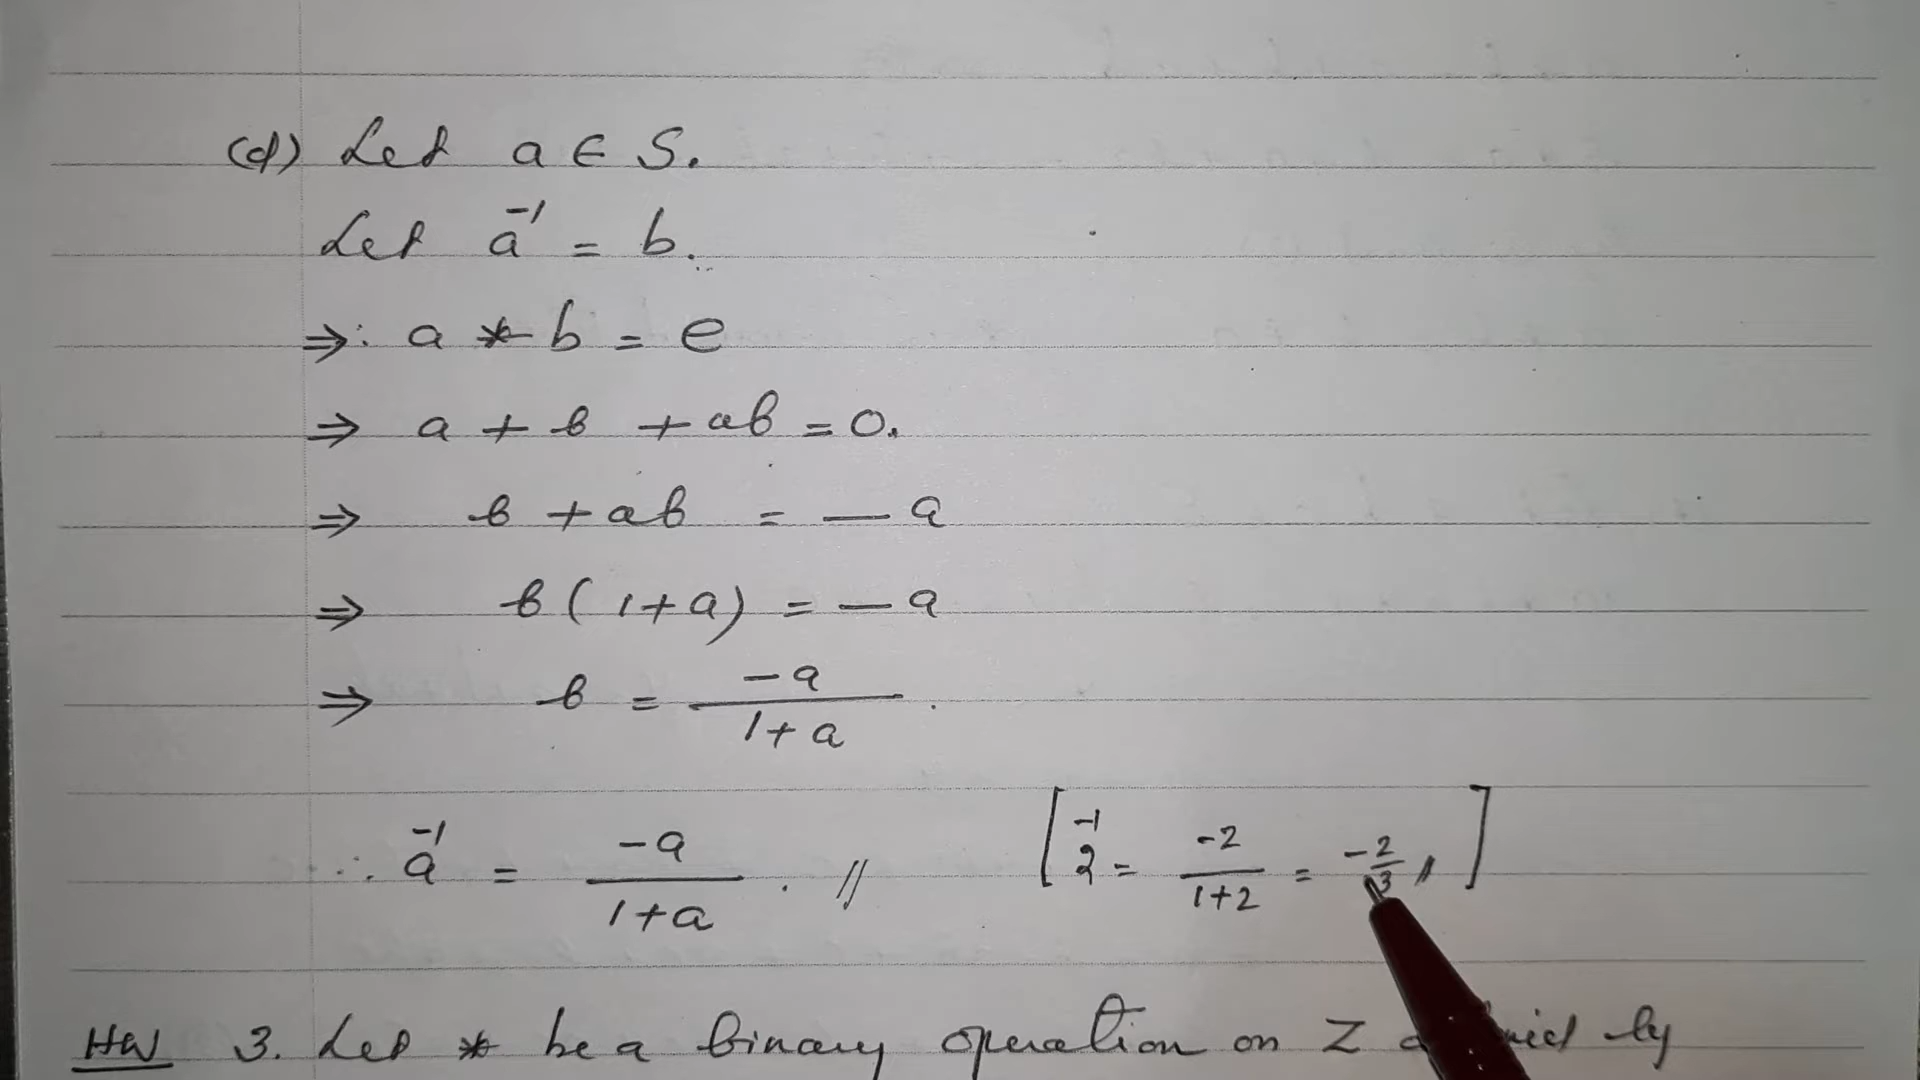 (d) Let a ∈ S.
Let a⁻¹ = b.
⇒: a * b = e
⇒ a + b + ab = 0.
⇒ b + ab = — a
⇒ b ( 1 + a ) = — a
⇒ b = -a / 1+a .
∴ a⁻¹ = -a / 1+a . // [ 2⁻¹ = -2 / 1+2 = -2/3 // ]
HW 3. Let * be a binary operation on Z by